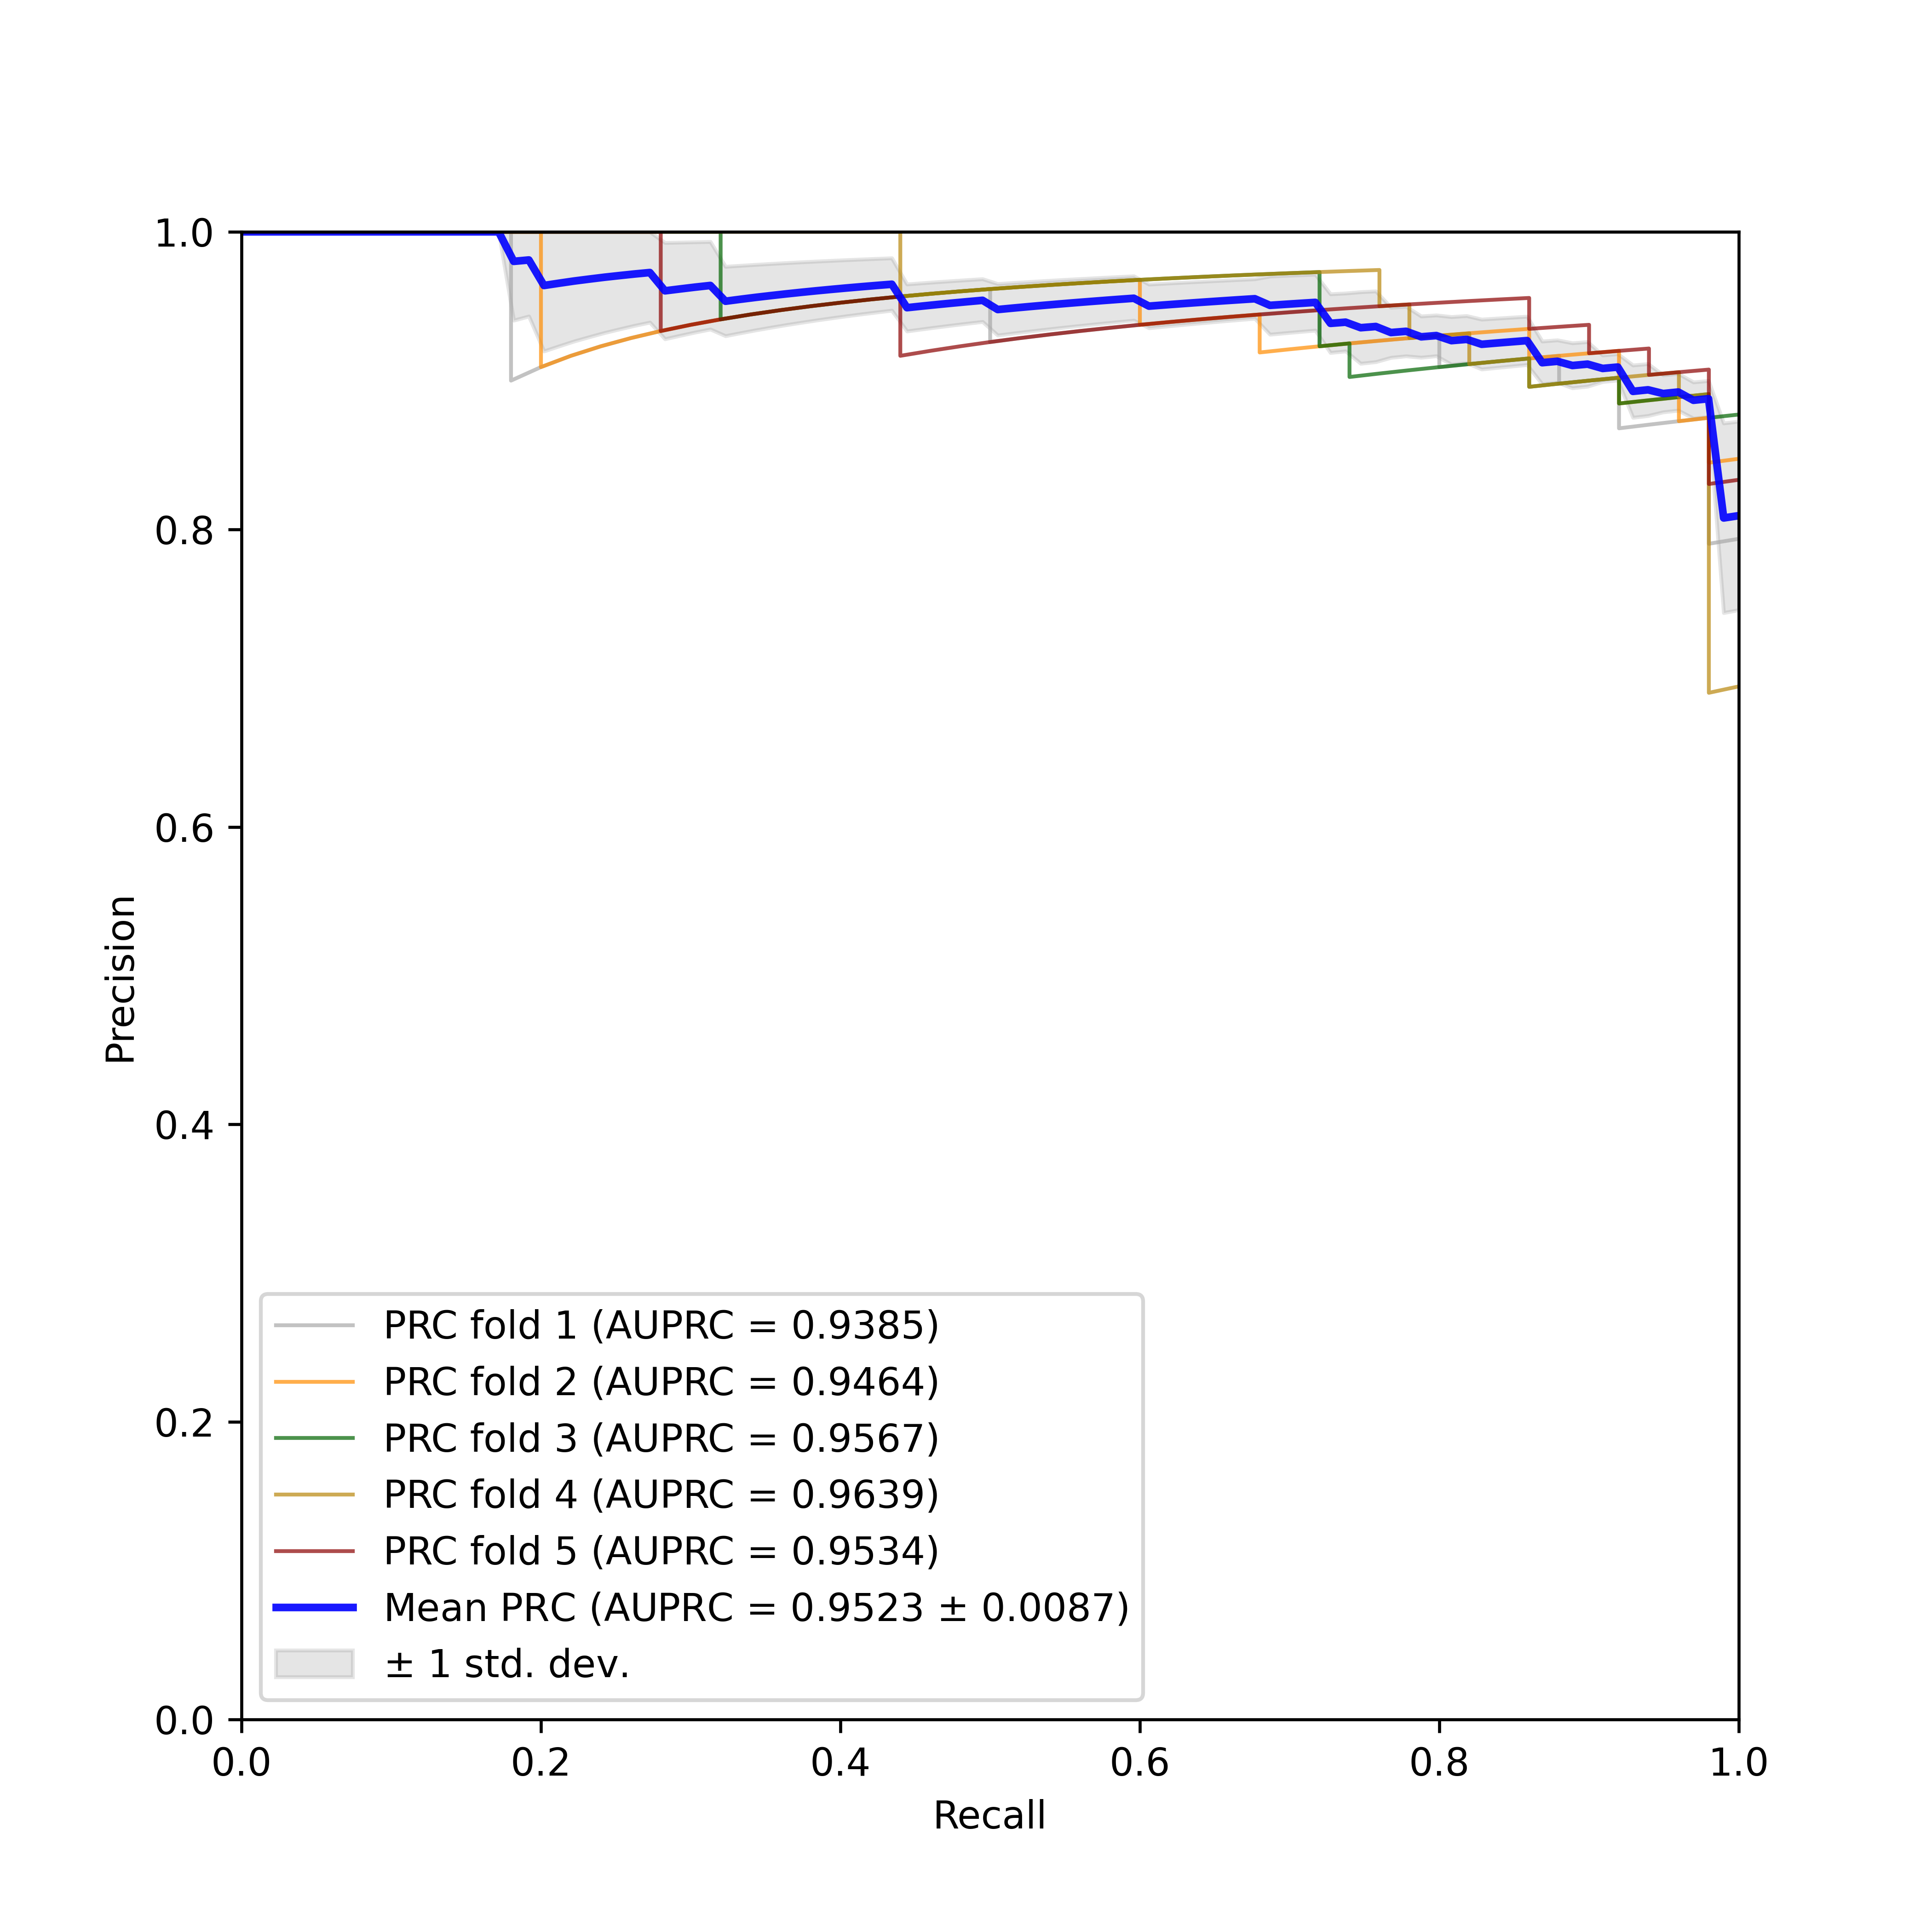 1.0
0.8
0.6
0.4
0.2
0.0
Precision
PRC fold 1 (AUPRC = 0.9385)
PRC fold 2 (AUPRC = 0.9464)
PRC fold 3 (AUPRC = 0.9567)
PRC fold 4 (AUPRC = 0.9639)
PRC fold 5 (AUPRC = 0.9534)
Mean PRC (AUPRC = 0.9523 ± 0.0087)
± 1 std. dev.
0.0 0.2 0.4 0.6 0.8 1.0
Recall